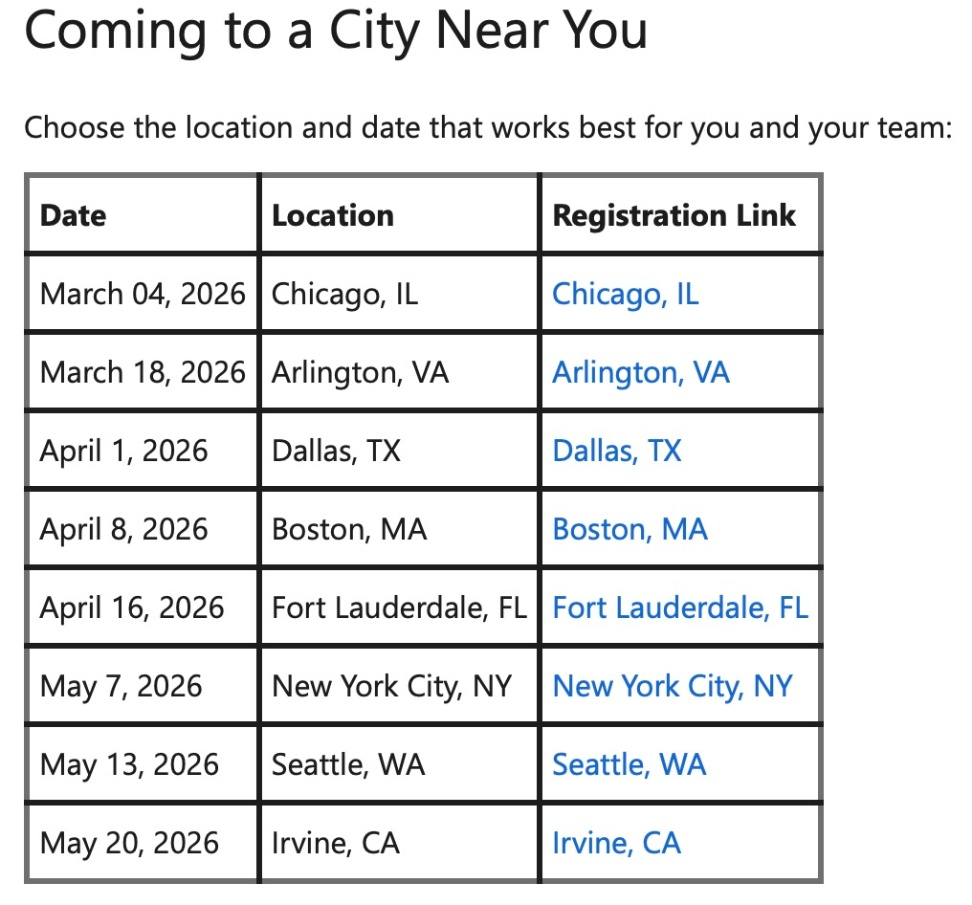 Coming to a City Near You
Choose the location and date that works best for you and your team:
Date Location Registration Link
March 04, 2026 Chicago, IL Chicago, IL
March 18, 2026 Arlington, VA Arlington, VA
April 1, 2026 Dallas, TX Dallas, TX
April 8, 2026 Boston, MA Boston, MA
April 16, 2026 Fort Lauderdale, FL Fort Lauderdale, FL
May 7, 2026 New York City, NY New York City, NY
May 13, 2026 Seattle, WA Seattle, WA
May 20, 2026 Irvine, CA Irvine, CA